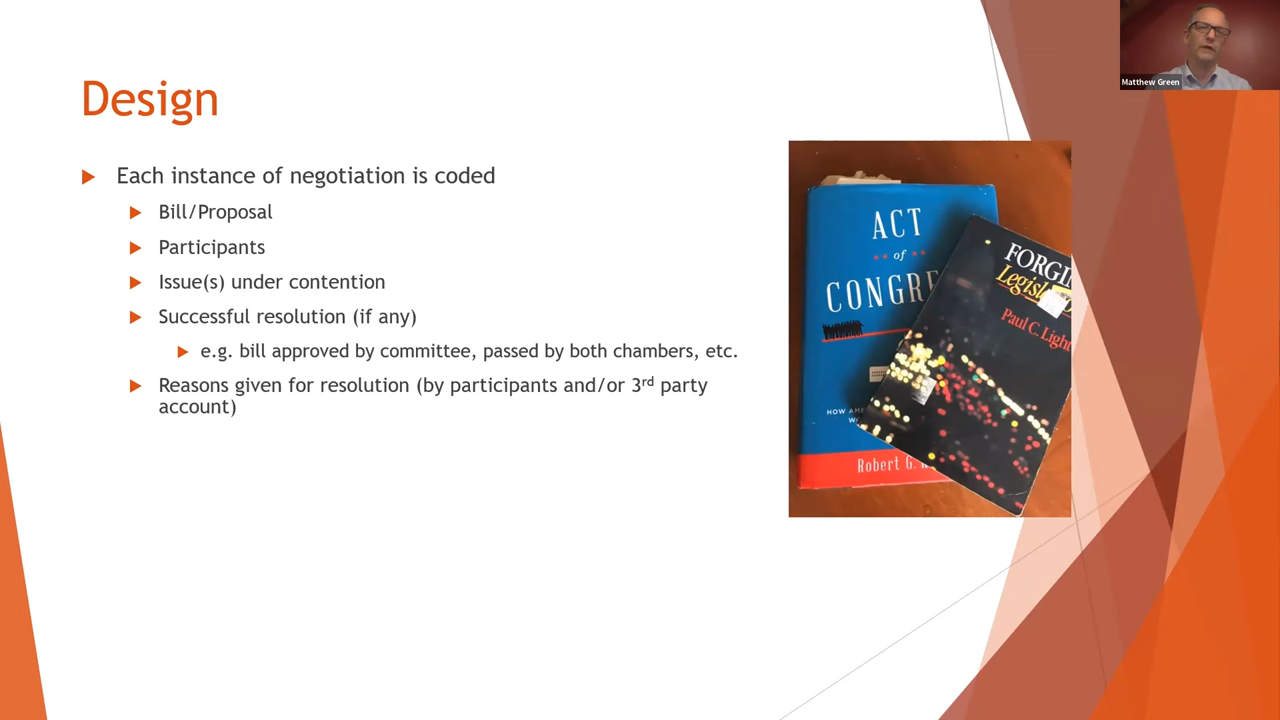 Design
Each instance of negotiation is coded
Bill/Proposal
Participants
Issue(s) under contention
Successful resolution (if any)
e.g. bill approved by committee, passed by both chambers, etc.
Reasons given for resolution (by participants and/or 3rd party
account)
Matthew Green
ACT
of
CONGRE
HOW AME
Robert G.
FORGIN
Legisl
Paul C. Light